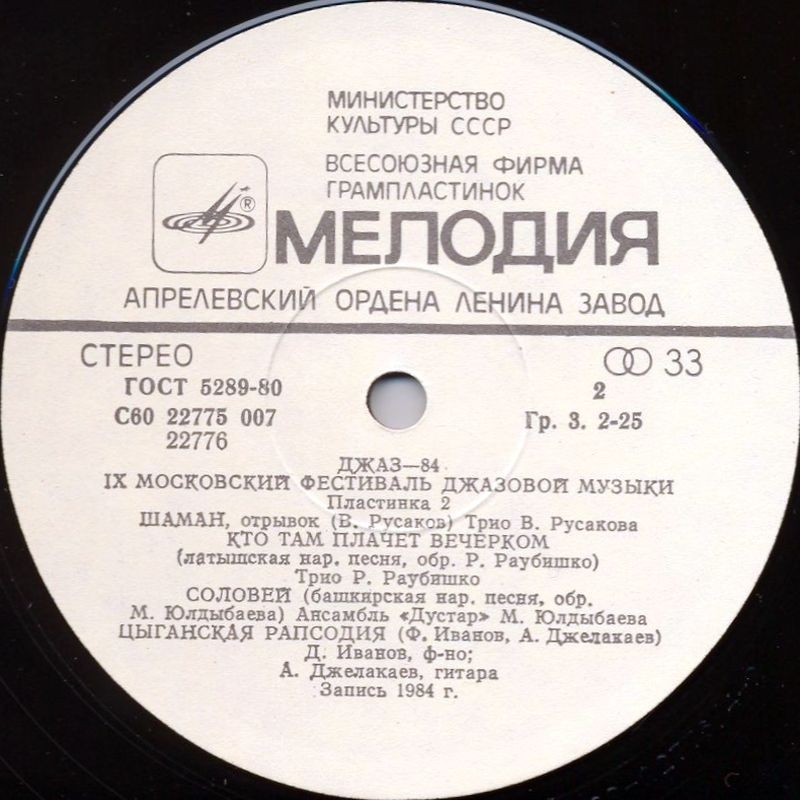 МИНИСТЕРСТВО
КУЛЬТУРЫ СССР
ВСЕСОЮЗНАЯ ФИРМА
ГРАМПЛАСТИНОК
®
МЕЛОДИЯ
АПРЕЛЕВСКИЙ ОРДЕНА ЛЕНИНА ЗАВОД
СТЕРЕО 33
ГОСТ 5289-80 2
С60 22775 007 Гр. 3. 2-25
22776
ДЖАЗ—84
IX МОСКОВСКИЙ ФЕСТИВАЛЬ ДЖАЗОВОЙ МУЗЫКИ
Пластинка 2
ШАМАН, отрывок (В. Русаков) Трио В. Русакова
КТО ТАМ ПЛАЧЕТ ВЕЧЕРКОМ
(латышская нар. песня, обр. Р. Раубишко)
Трио Р. Раубишко
СОЛОВЕЙ (башкирская нар. песня, обр.
М. Юлдыбаева) Ансамбль «Дустар» М. Юлдыбаева
ЦЫГАНСКАЯ РАПСОДИЯ (Ф. Иванов, А. Джелакаев)
Д. Иванов, ф-но;
А. Джелакаев, гитара
Запись 1984 г.